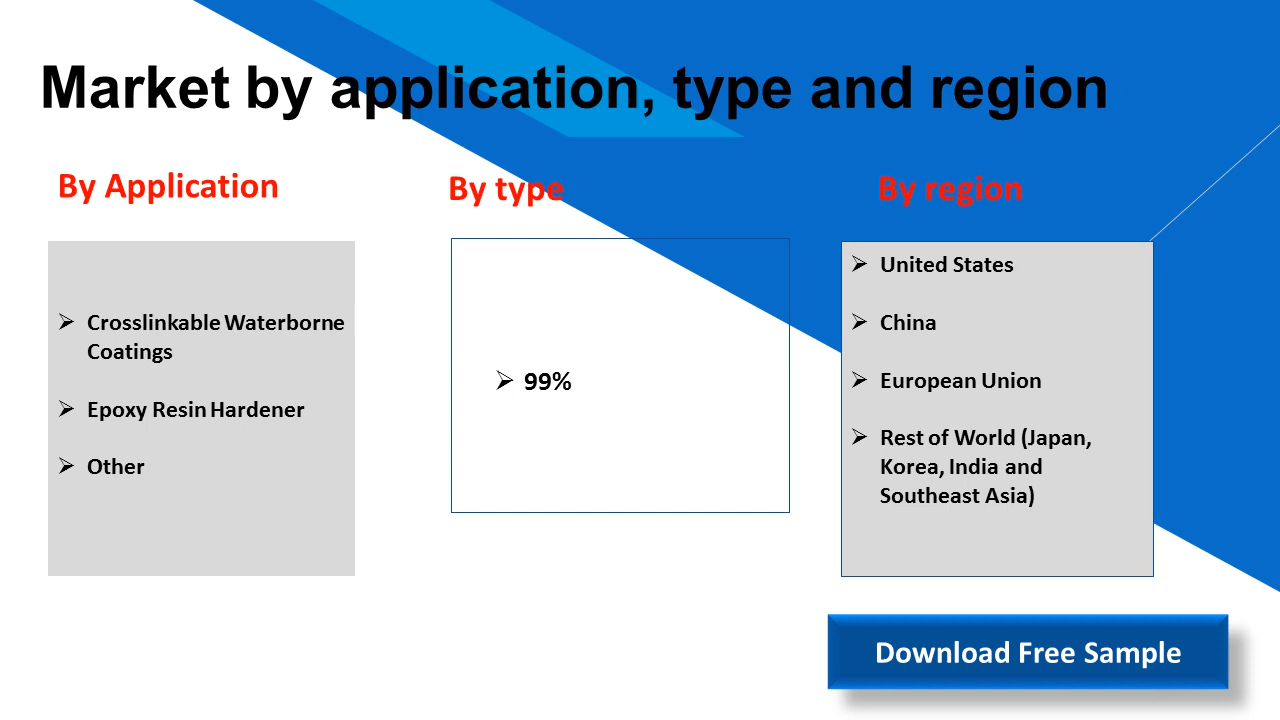 Market by application, type and region
By Application
Crosslinkable Waterborne
Coatings
Epoxy Resin Hardener
Other
By type
99%
By region
United States
China
European Union
Rest of World (Japan,
Korea, India and
Southeast Asia)
Download Free Sample